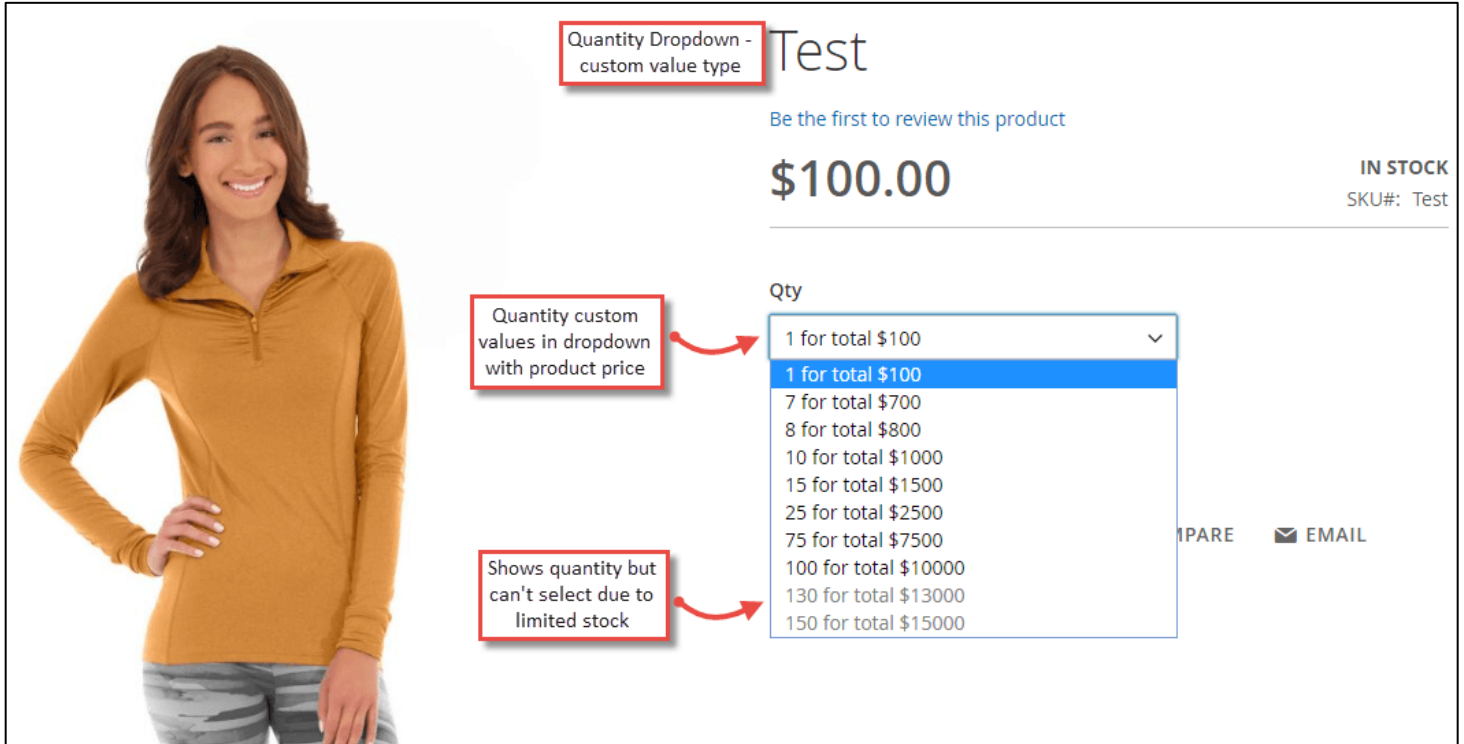 Quantity Dropdown -
custom value type
Test
Be the first to review this product
$100.00
IN STOCK
SKU#: Test
Qty
Quantity custom
values in dropdown
with product price
1 for total $100
1 for total $100
7 for total $700
8 for total $800
10 for total $1000
15 for total $1500
25 for total $2500
75 for total $7500
100 for total $10000
130 for total $13000
150 for total $15000
MPARE
EMAIL
Shows quantity but
can't select due to
limited stock